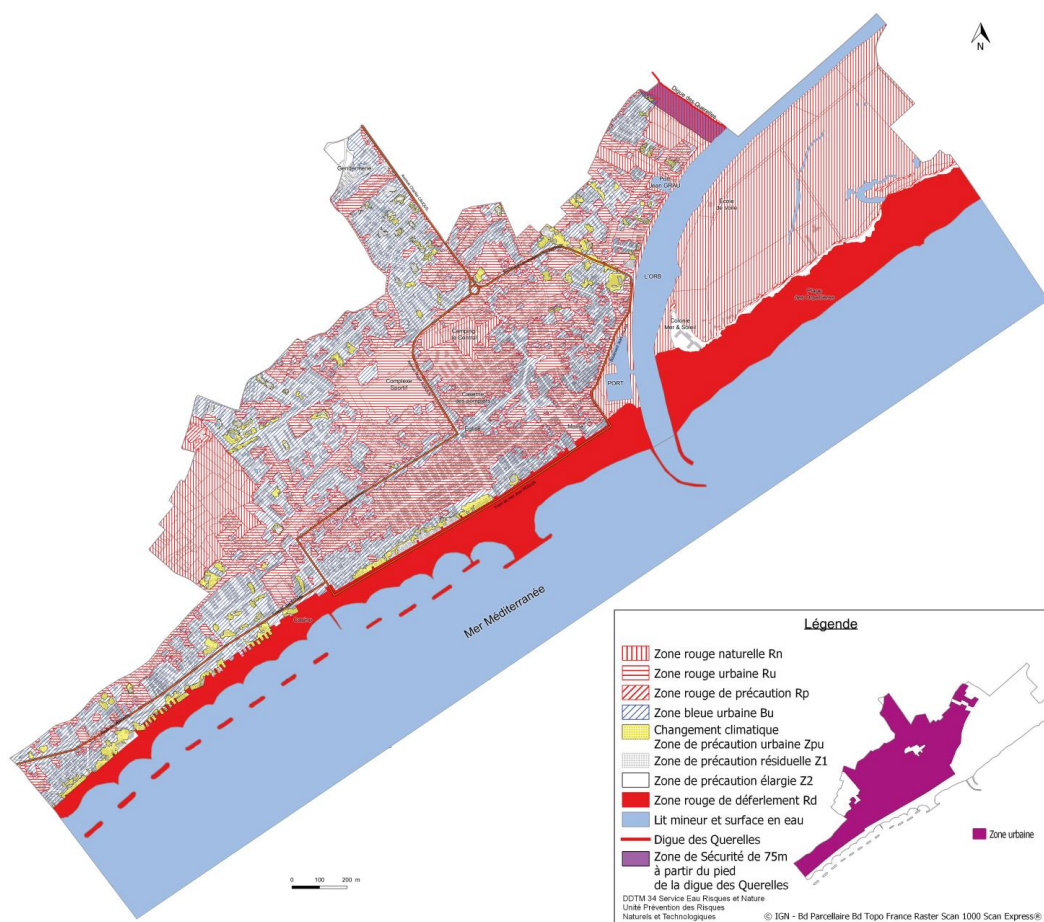 N
Digue des Querelles
Gendarmerie
Pont
Jean GRAU
École
de voile
L'ORB
Plage
des Orpellières
Colonie
Mer & Soleil
Camping
le Central
Complexe
Sportif
Caserne
des pompiers
PORT
Église
Mairie
Casino
Mer Méditerranée
0 100 200 m
Légende
Zone rouge naturelle Rn
Zone rouge urbaine Ru
Zone rouge de précaution Rp
Zone bleue urbaine Bu
Changement climatique
Zone de précaution urbaine Zpu
Zone de précaution résiduelle Z1
Zone de précaution élargie Z2
Zone rouge de déferlement Rd
Lit mineur et surface en eau
Digue des Querelles
Zone de Sécurité de 75m
à partir du pied
de la digue des Querelles
Zone urbaine
DDTM 34 Service Eau Risques et Nature
Unité Prévention des Risques
Naturels et Technologiques
© IGN - Bd Parcellaire Bd Topo France Raster Scan 1000 Scan Express®